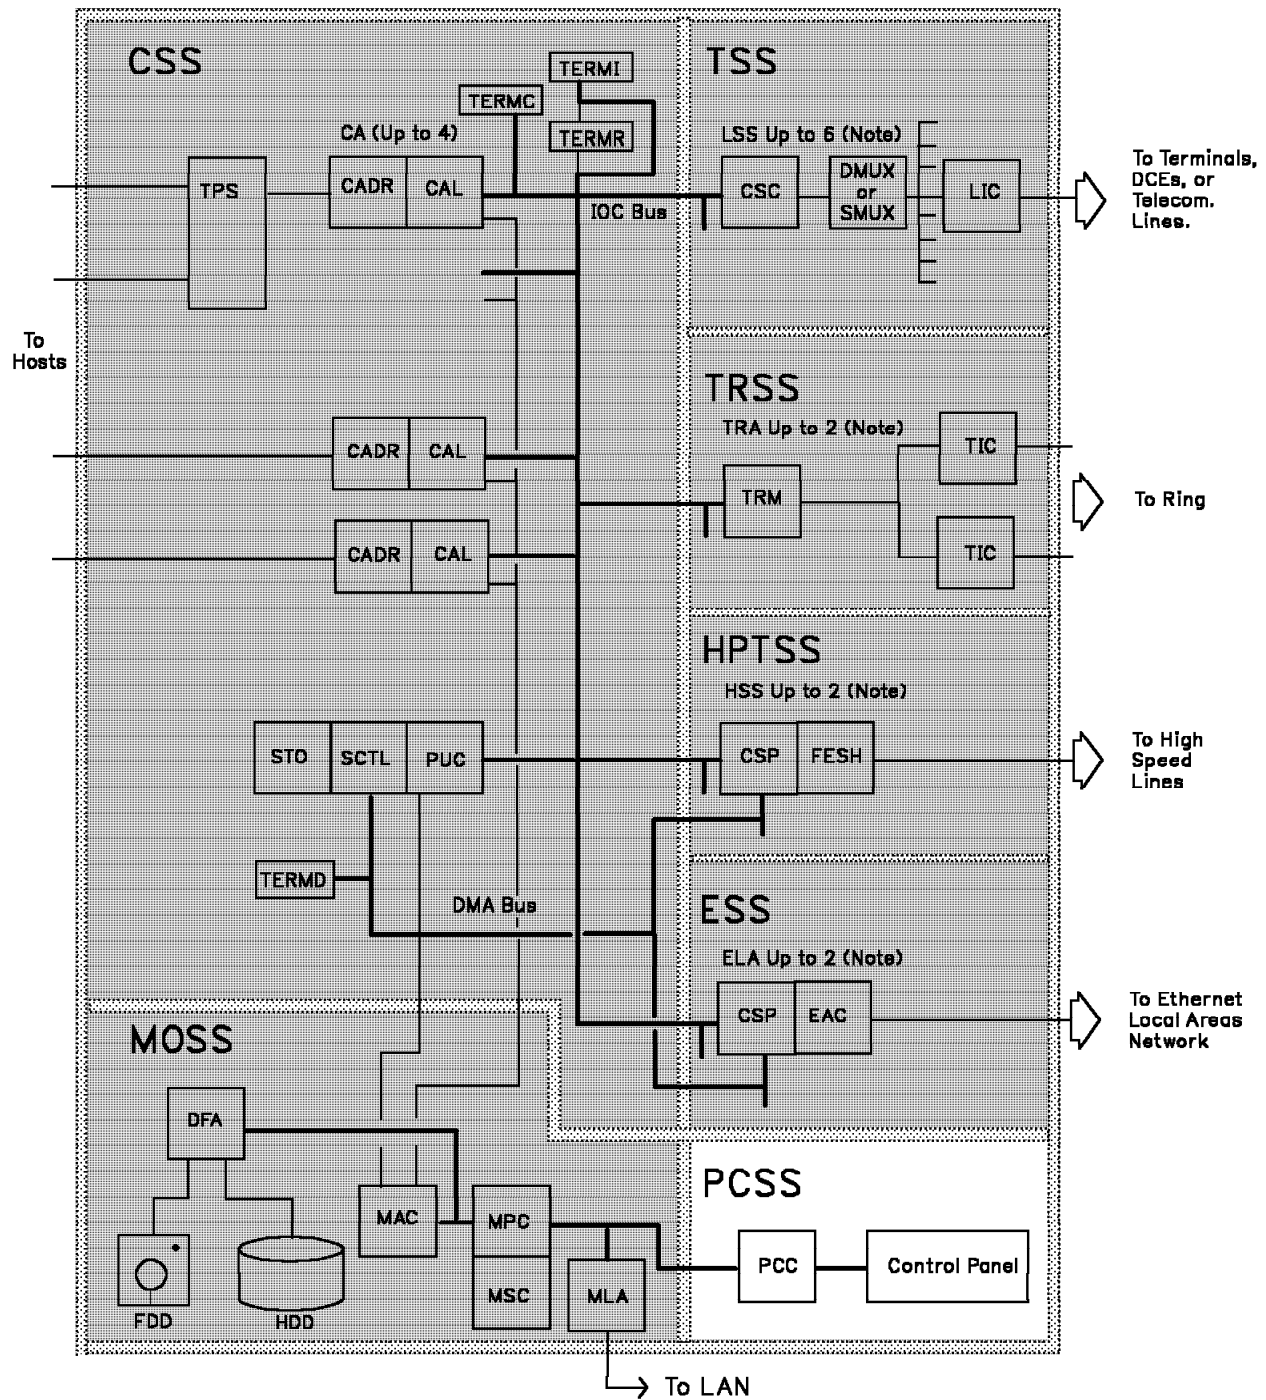 CSS
TERMI
TERMC
TERMR
CA (Up to 4)
TPS
CADR
CAL
IOC Bus
TSS
LSS Up to 6 (Note)
CSC
DMUX
or
SMUX
LIC
To Terminals,
DCEs, or
Telecom.
Lines.
To
Hosts
CADR
CAL
CADR
CAL
TRSS
TRA Up to 2 (Note)
TRM
TIC
TIC
To Ring
HPTSS
HSS Up to 2 (Note)
STO
SCTL
PUC
CSP
FESH
To High
Speed
Lines
TERMD
DMA Bus
ESS
ELA Up to 2 (Note)
CSP
EAC
To Ethernet
Local Areas
Network
MOSS
DFA
MAC
MPC
MSC
MLA
FDD
HDD
PCSS
PCC
Control Panel
To LAN